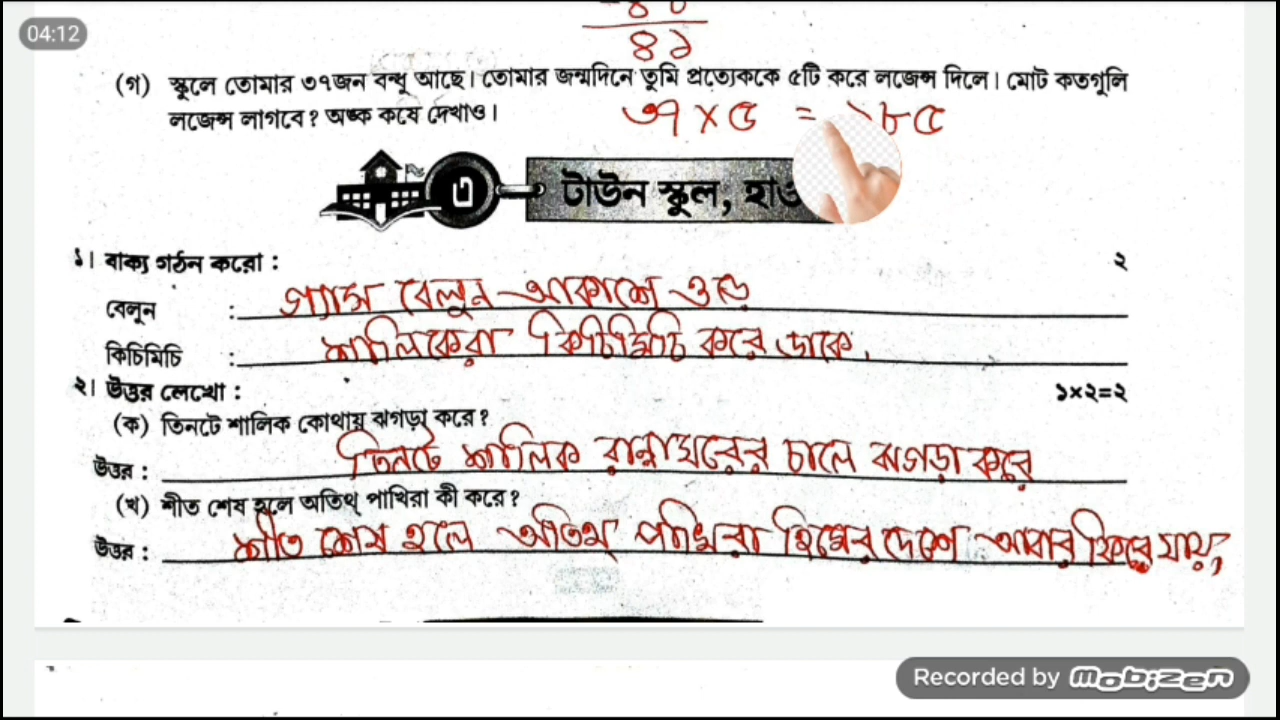 04:12
৪১
(গ) স্কুলে তোমার ৩৭জন বন্ধু আছে। তোমার জন্মদিনে তুমি প্রত্যেককে ৫টি করে লজেন্স দিলে। মোট কতগুলি
লজেন্স লাগবে? অঙ্ক কষে দেখাও।
৩৭ × ৫ = ১৮৫
৩ টাউন স্কুল,
১। বাক্য গঠন করো : ২
বেলুন : গ্যাস বেলুন আকাশে ওড়ে
কিচিমিচি : শালিকেরা কিচিমিচি করে ডাকে.
২। উত্তর লেখো : ১×২=২
(ক) তিনটে শালিক কোথায় ঝগড়া করে?
উত্তর : তিনটে শালিক রান্নাঘরের চালে ঝগড়া করে
(খ) শীত শেষ হলে অতিথ্ পাখিরা কী করে?
উত্তর : শীত শেষ হলে অতিথ্ পাখিরা হিমের দেশে আবার ফিরে যায়,
Recorded by Mobizen